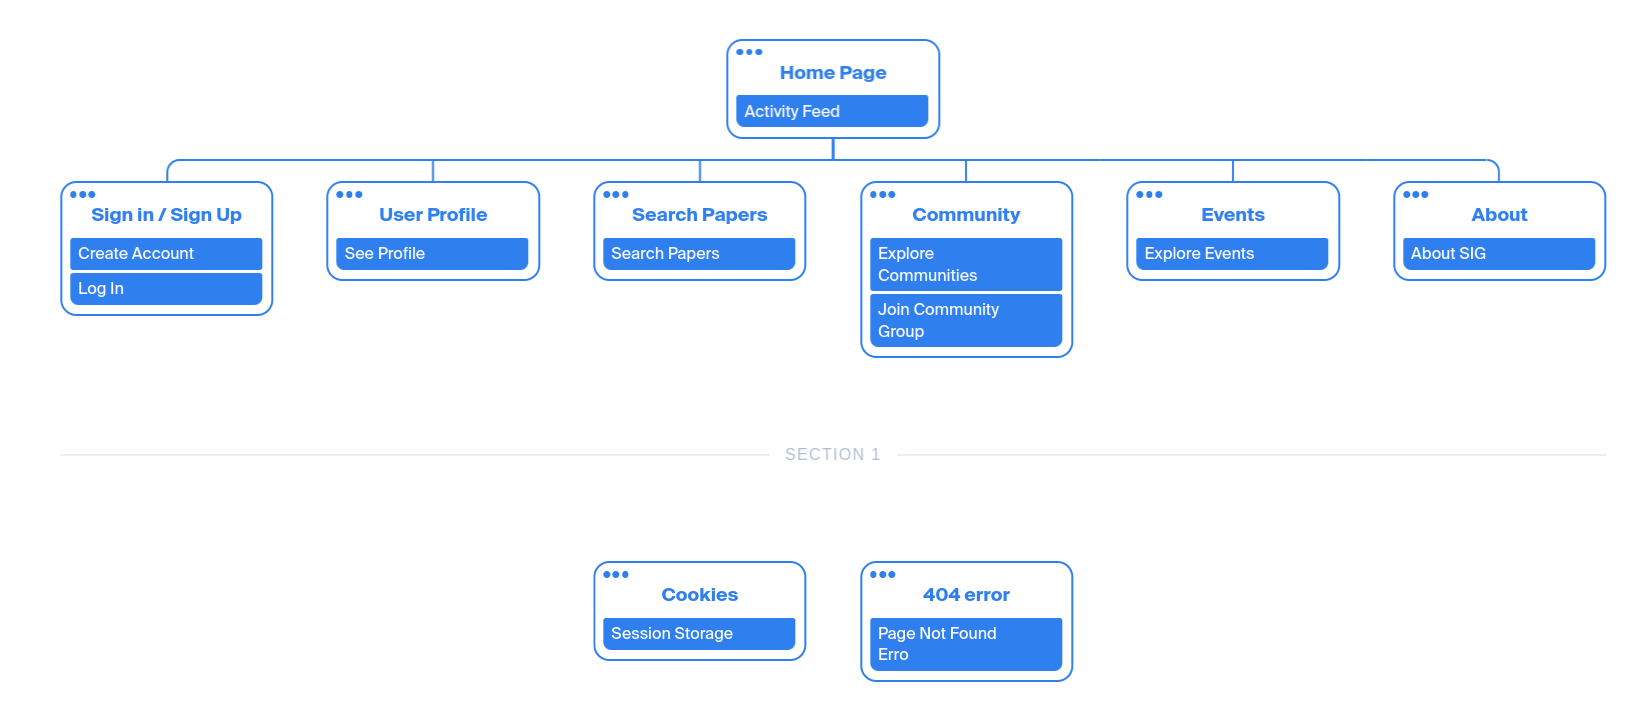 Home Page
Activity Feed
Sign in / Sign Up
Create Account
Log In
User Profile
See Profile
Search Papers
Search Papers
Community
Explore
Communities
Join Community
Group
Events
Explore Events
About
About SIG
SECTION 1
Cookies
Session Storage
404 error
Page Not Found
Erro